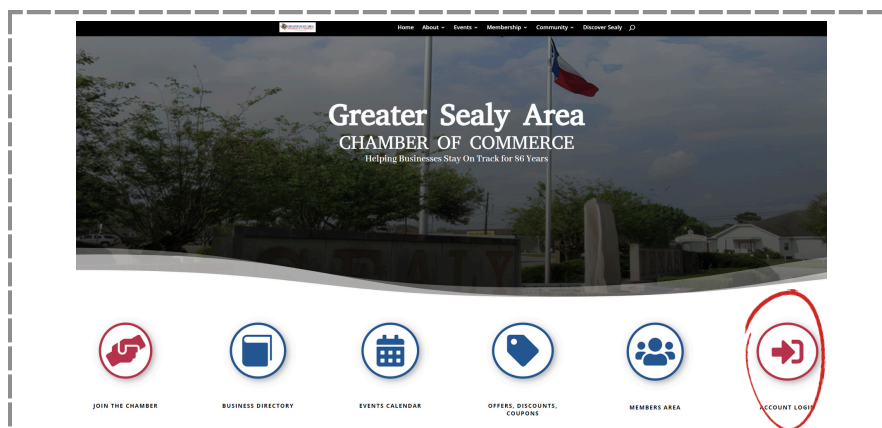 Home About Events Membership Community Discover Sealy
Greater Sealy Area
CHAMBER OF COMMERCE
Helping Businesses Stay On Track for 86 Years
SEALY
JOIN THE CHAMBER
BUSINESS DIRECTORY
EVENTS CALENDAR
OFFERS, DISCOUNTS,
COUPONS
MEMBERS AREA
ACCOUNT LOGIN